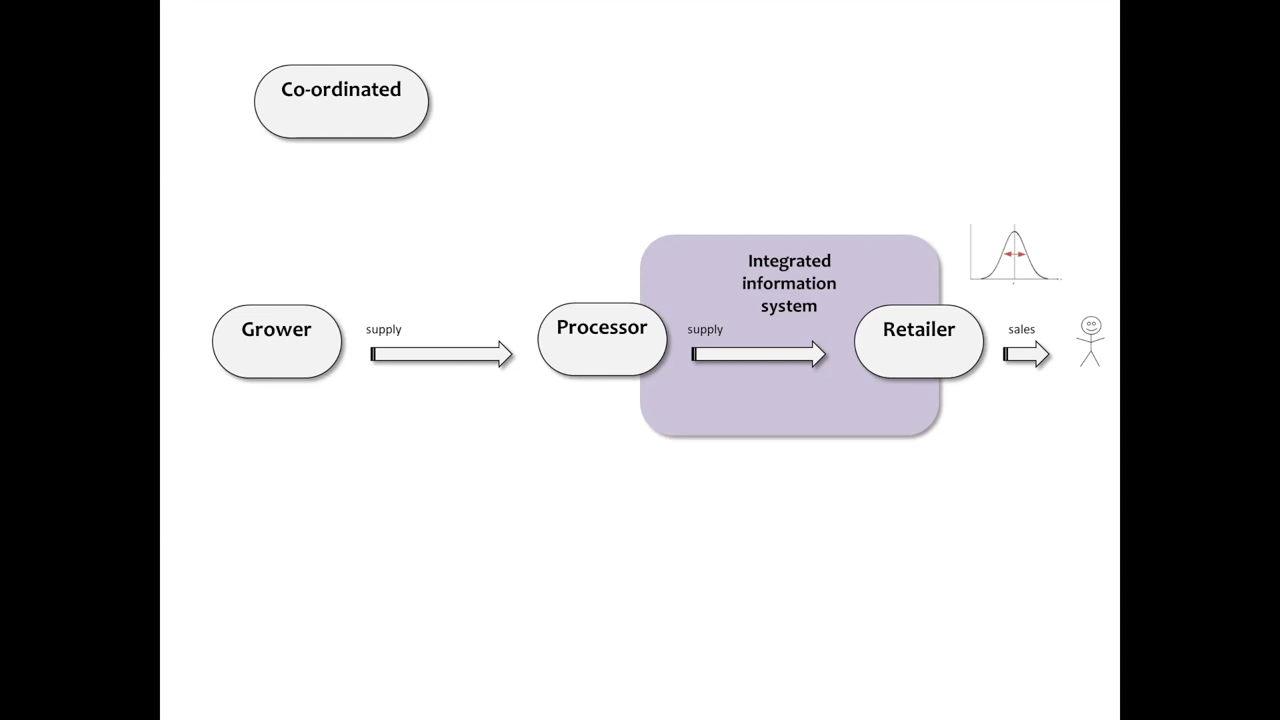 Co-ordinated
Integrated
information
system
Grower
supply
Processor
supply
Retailer
sales